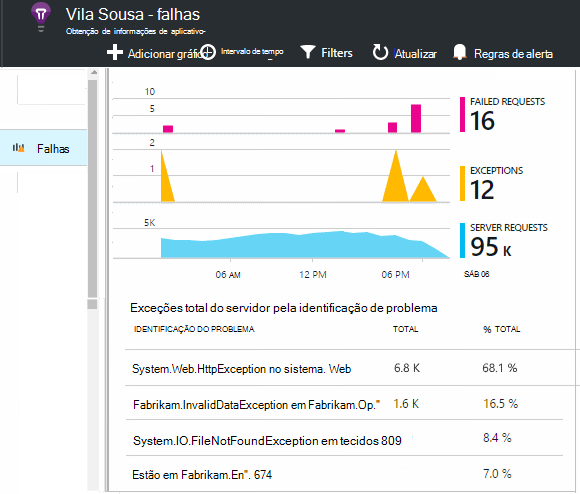 Vila Sousa - falhas
Obtenção de informações de aplicativo-
Adicionar gráfico
Intervalo de tempo
Filters
Atualizar
Regras de alerta
Falhas
10
5
FAILED REQUESTS
16
2
1
EXCEPTIONS
12
5K
SERVER REQUESTS
95 K
06 AM 12 PM 06 PM SÁB 06
Exceções total do servidor pela identificação de problema
IDENTIFICAÇÃO DO PROBLEMA TOTAL % TOTAL
System.Web.HttpException no sistema. Web 6.8 K 68.1 %
Fabrikam.InvalidDataException em Fabrikam.Op." 1.6 K 16.5 %
System.IO.FileNotFoundException em tecidos 809 8.4 %
Estão em Fabrikam.En". 674 7.0 %